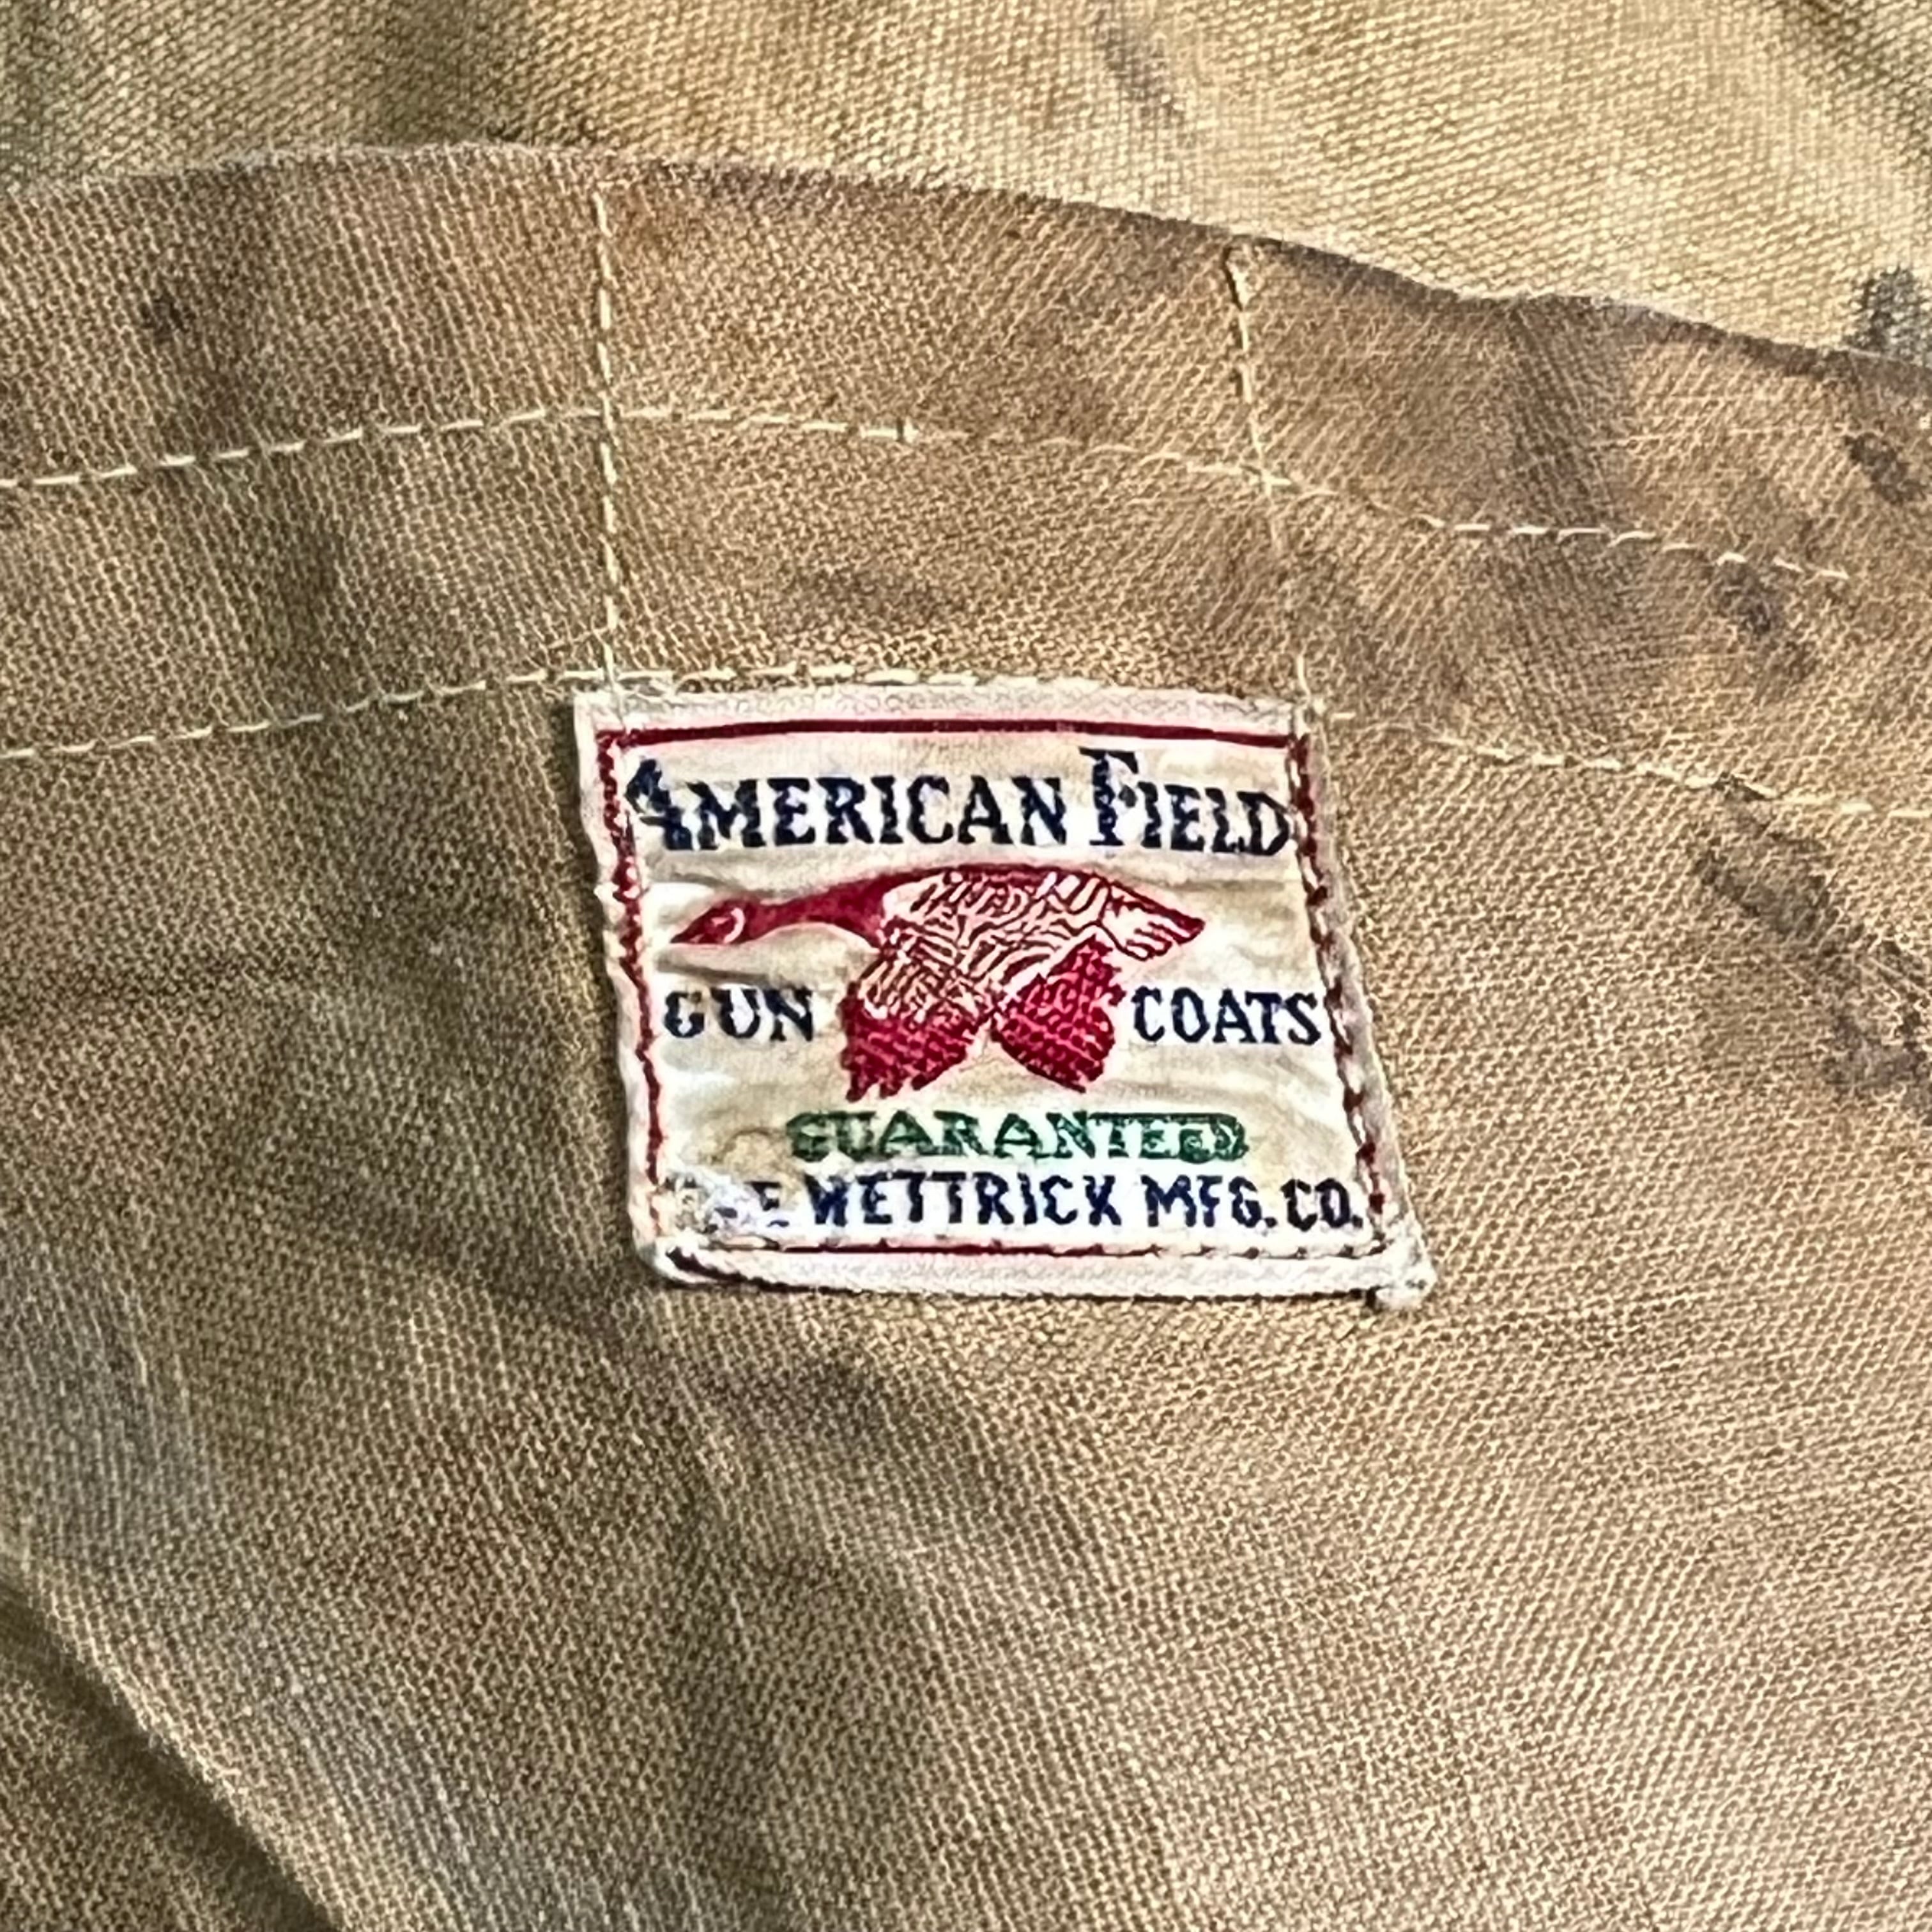 AMERICAN FIELD
GUN COATS
GUARANTEED
WETTRICK MFG. CO.